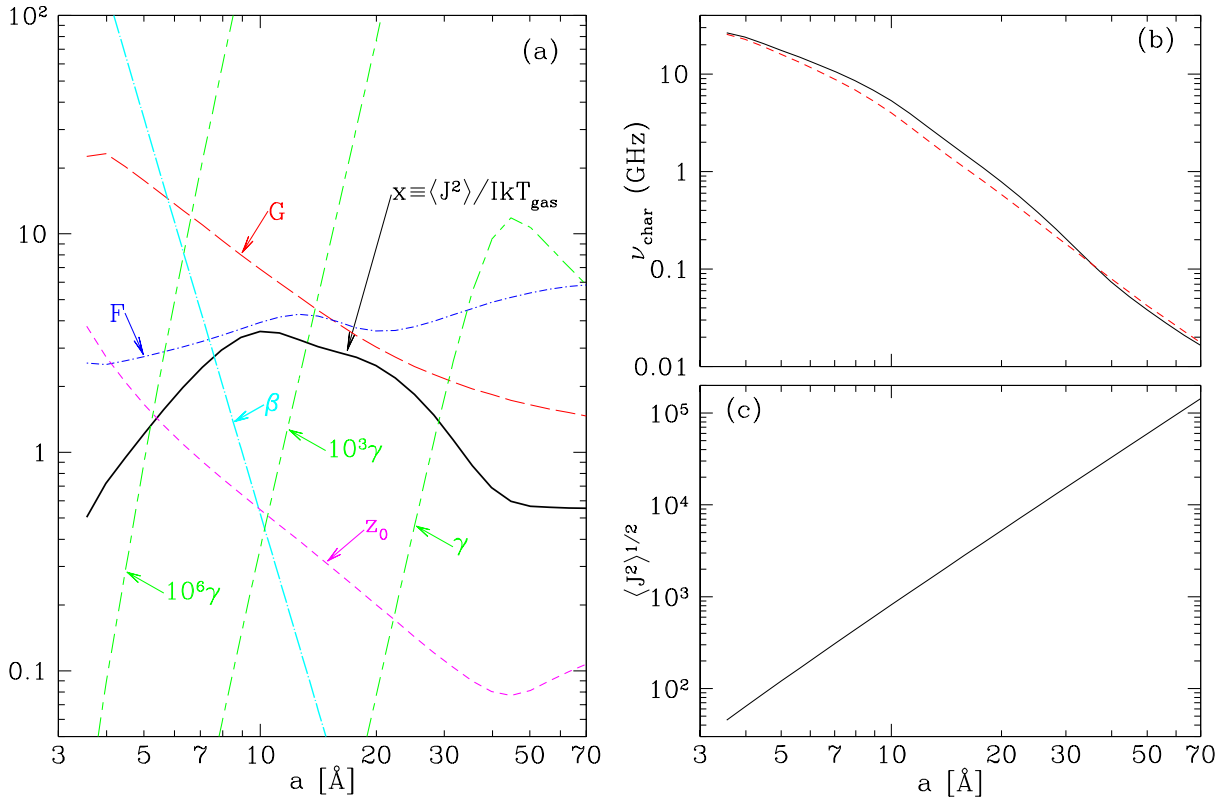 10²
10
1
0.1
3
5
7
10
20
30
50
70
a [Å]
(a)
G
x≡⟨J²⟩/IkT_gas
F
β
10³γ
z₀
γ
10⁶γ
(b)
ν_char (GHz)
10
1
0.1
0.01
(c)
⟨J²⟩^1/2
10⁵
10⁴
10³
10²
3
5
7
10
20
30
50
70
a [Å]